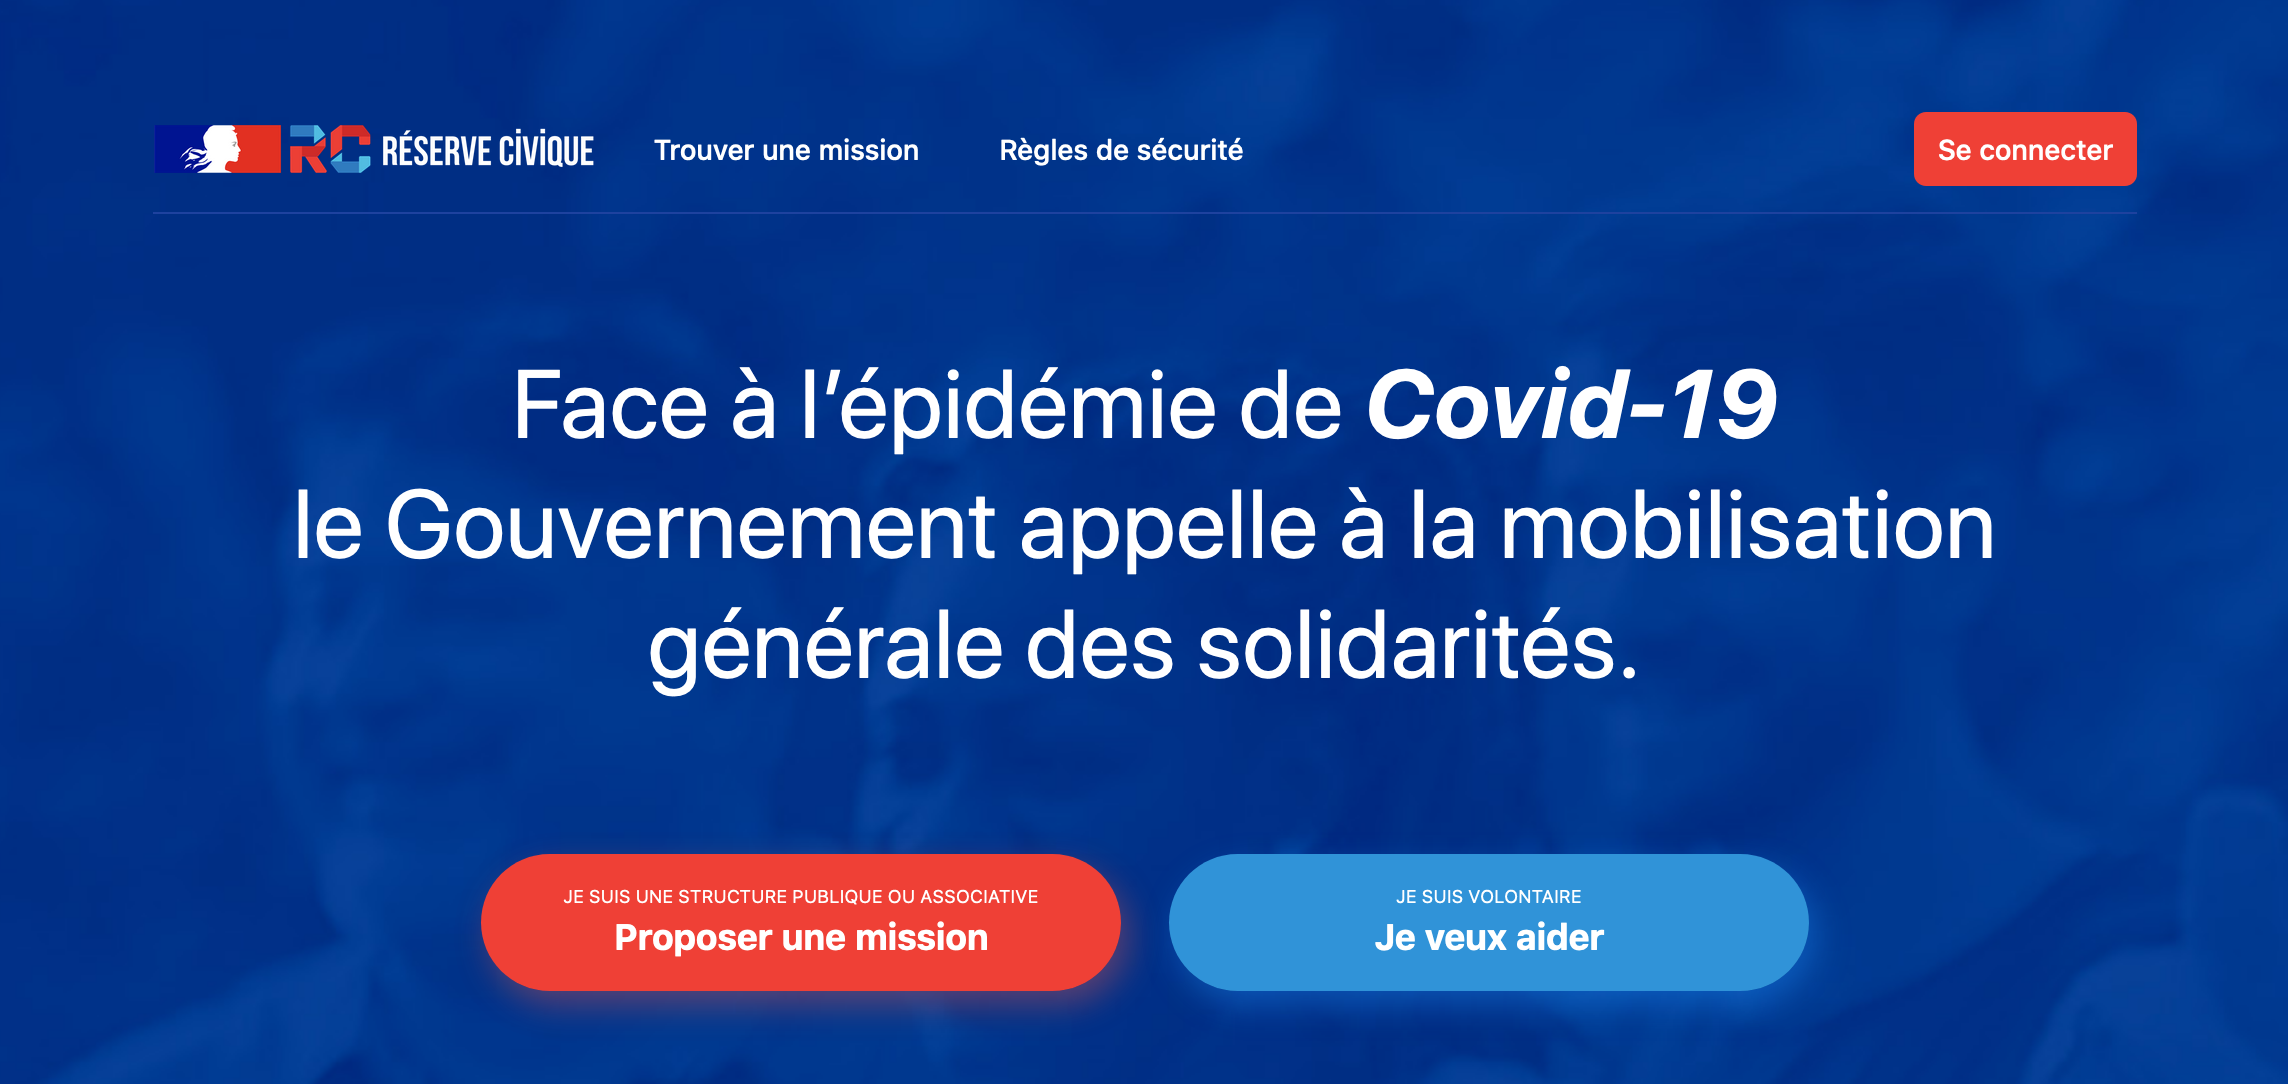 RC RÉSERVE CIVIQUE
Trouver une mission
Règles de sécurité
Se connecter
Face à l’épidémie de Covid-19
le Gouvernement appelle à la mobilisation
générale des solidarités.
JE SUIS UNE STRUCTURE PUBLIQUE OU ASSOCIATIVE
Proposer une mission
JE SUIS VOLONTAIRE
Je veux aider